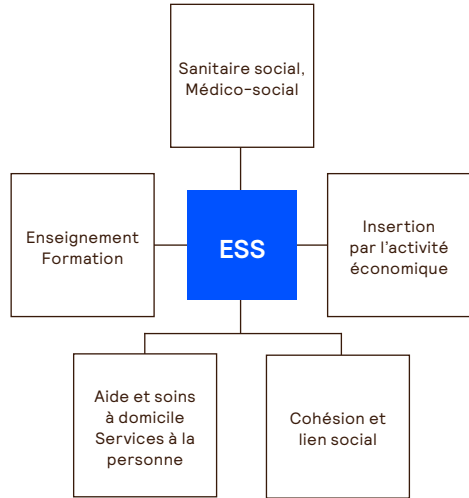 Sanitaire social,
Médico-social
Enseignement
Formation
ESS
Insertion
par l'activité
économique
Aide et soins
à domicile
Services à la
personne
Cohésion et
lien social